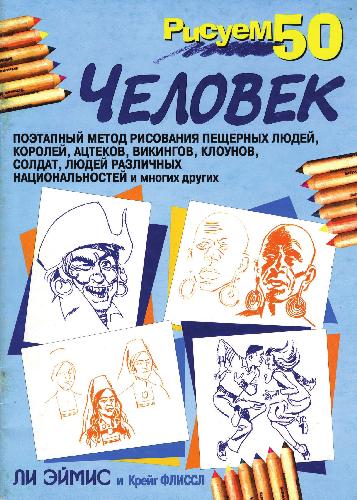 Рисуем 50
ЧЕЛОВЕК
ПОЭТАПНЫЙ МЕТОД РИСОВАНИЯ ПЕЩЕРНЫХ ЛЮДЕЙ,
КОРОЛЕЙ, АЦТЕКОВ, ВИКИНГОВ, КЛОУНОВ,
СОЛДАТ, ЛЮДЕЙ РАЗЛИЧНЫХ
НАЦИОНАЛЬНОСТЕЙ и многих других
ЛИ ЭЙМИС и Крейг ФЛИССЛ